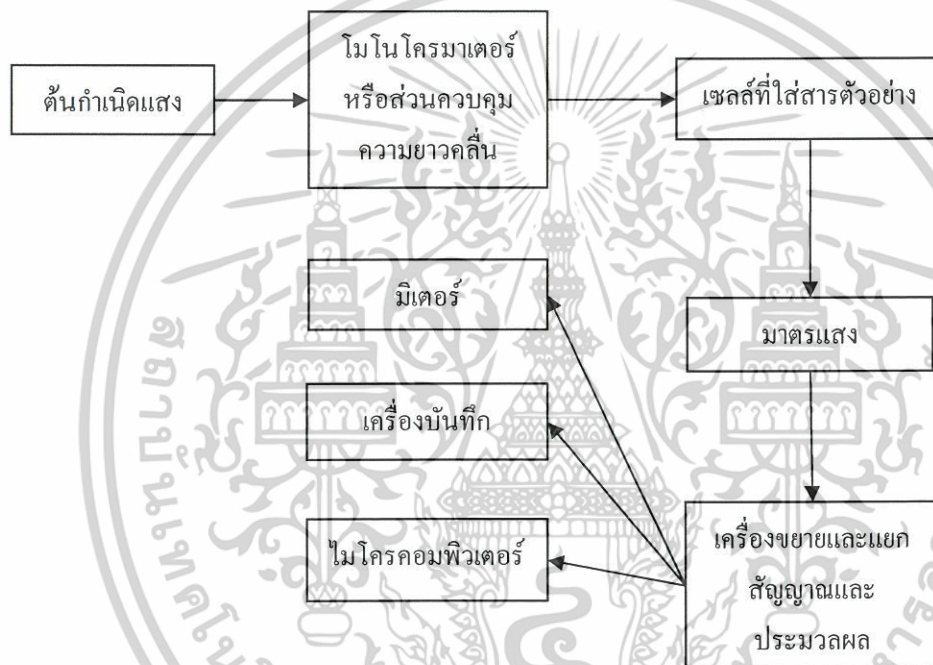 ต้นกำเนิดแสง
โมโนโครมาเตอร์
หรือส่วนควบคุม
ความยาวคลื่น
เซลล์ที่ใส่สารตัวอย่าง
มิเตอร์
มาตรแสง
เครื่องบันทึก
ไมโครคอมพิวเตอร์
เครื่องขยายและแยก
สัญญาณและ
ประมวลผล